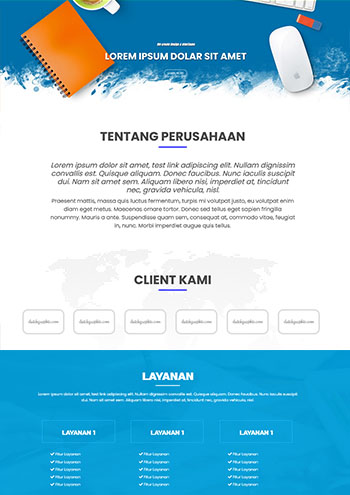 LOREM IPSUM DOLAR SIT AMET
TENTANG PERUSAHAAN
Lorem ipsum dolor sit amet, test link adipiscing elit. Nullam dignissim
convallis est. Quisque aliquam. Donec faucibus. Nunc iaculis suscipit
dui. Nam sit amet sem. Aliquam libero nisi, imperdiet at, tincidunt
nec, gravida vehicula, nisl.
Praesent mattis, massa quis luctus fermentum, turpis mi volutpat justo, eu volutpat enim
diam eget metus. Maecenas ornare tortor. Donec sed tellus eget sapien fringilla
nonummy. Mauris a ante. Suspendisse quam sem, consequat at, commodo vitae, feugiat
in, nunc. Morbi imperdiet augue quis tellus.
CLIENT KAMI
LAYANAN
Lorem ipsum dolor sit amet, test link adipiscing elit. Nullam dignissim convallis est. Quisque aliquam. Donec faucibus. Nunc iaculis suscipit
dui. Nam sit amet sem. Aliquam libero nisi, imperdiet at, tincidunt nec, gravida vehicula, nisl.
LAYANAN 1 LAYANAN 1 LAYANAN 1
Fitur Layanan Fitur Layanan Fitur Layanan
Fitur Layanan Fitur Layanan Fitur Layanan
Fitur Layanan Fitur Layanan Fitur Layanan
Fitur Layanan Fitur Layanan Fitur Layanan
Fitur Layanan Fitur Layanan Fitur Layanan